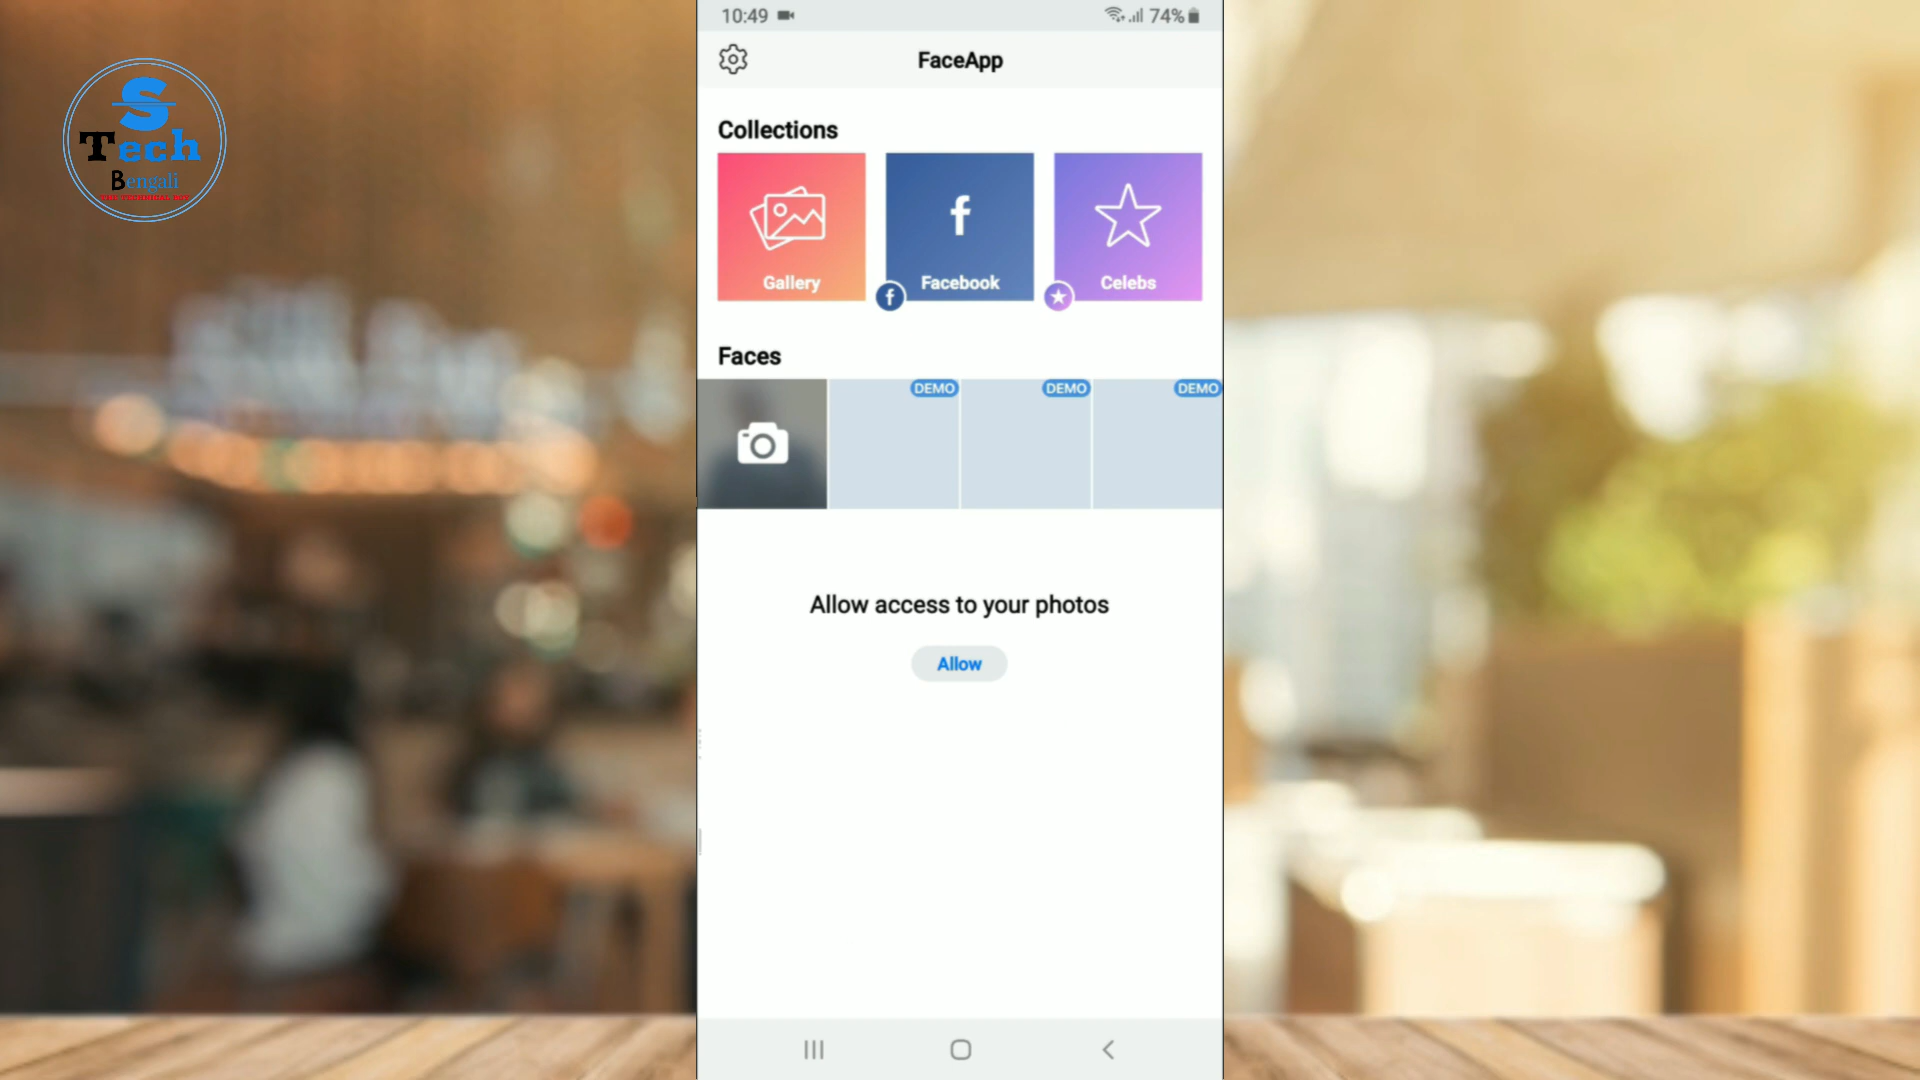 S
Tech
Bengali
10:49
74%
FaceApp
Collections
Gallery
f
Facebook
f
Celebs
Faces
DEMO
DEMO
DEMO
Allow access to your photos
Allow